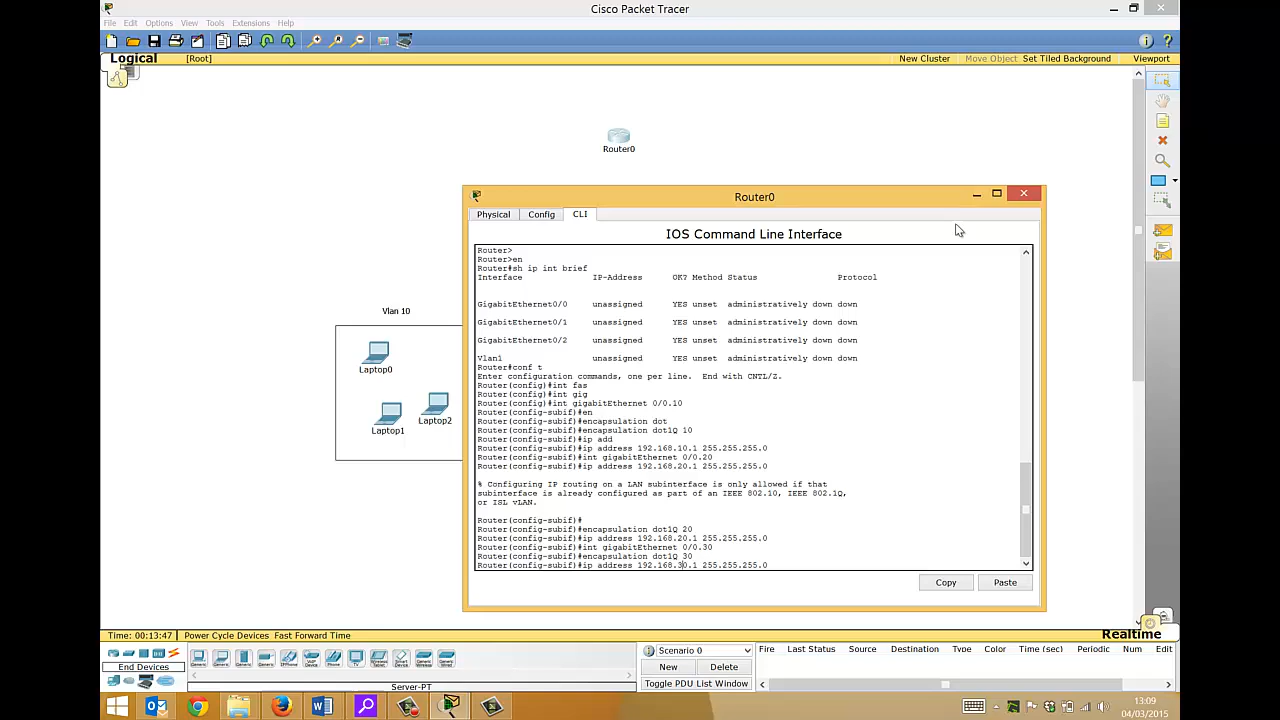 Cisco Packet Tracer
File Edit Options View Tools Extensions Help
Logical [Root] New Cluster Move Object Set Tiled Background Viewport
Router0
Router0
Physical Config CLI
IOS Command Line Interface
Router>
Router>en
Router#sh ip int brief
Interface IP-Address OK? Method Status Protocol
GigabitEthernet0/0 unassigned YES unset administratively down down
GigabitEthernet0/1 unassigned YES unset administratively down down
GigabitEthernet0/2 unassigned YES unset administratively down down
Vlan1 unassigned YES unset administratively down down
Router#conf t
Enter configuration commands, one per line. End with CNTL/Z.
Router(config)#int fas
Router(config)#int gig
Router(config)#int gigabitEthernet 0/0.10
Router(config-subif)#en
Router(config-subif)#encapsulation dot
Router(config-subif)#encapsulation dot1Q 10
Router(config-subif)#ip add
Router(config-subif)#ip address 192.168.10.1 255.255.255.0
Router(config-subif)#int gigabitEthernet 0/0.20
Router(config-subif)#ip address 192.168.20.1 255.255.255.0
% Configuring IP routing on a LAN subinterface is only allowed if that
subinterface is already configured as part of an IEEE 802.10, IEEE 802.1Q,
or ISL vLAN.
Router(config-subif)#
Router(config-subif)#encapsulation dot1Q 20
Router(config-subif)#ip address 192.168.20.1 255.255.255.0
Router(config-subif)#int gigabitEthernet 0/0.30
Router(config-subif)#encapsulation dot1Q 30
Router(config-subif)#ip address 192.168.30.1 255.255.255.0
Copy Paste
Vlan 10
Laptop0
Laptop2
Laptop1
Time: 00:13:47 Power Cycle Devices Fast Forward Time Realtime
End Devices
Server-PT
Scenario 0
New Delete
Toggle PDU List Window
Fire Last Status Source Destination Type Color Time (sec) Periodic Num Edit
13:09
04/03/2015